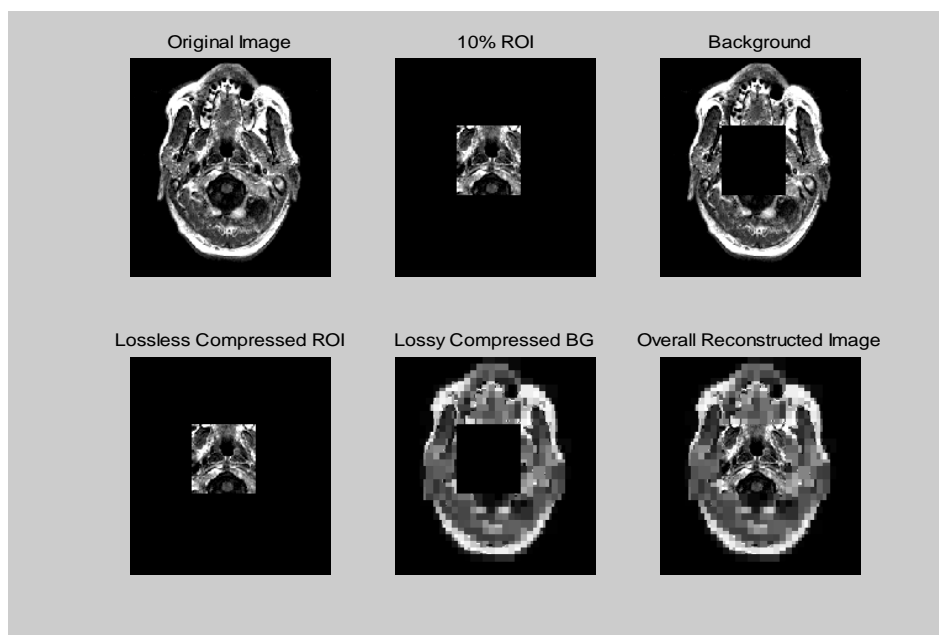 Original Image
10% ROI
Background
Lossless Compressed ROI
Lossy Compressed BG
Overall Reconstructed Image